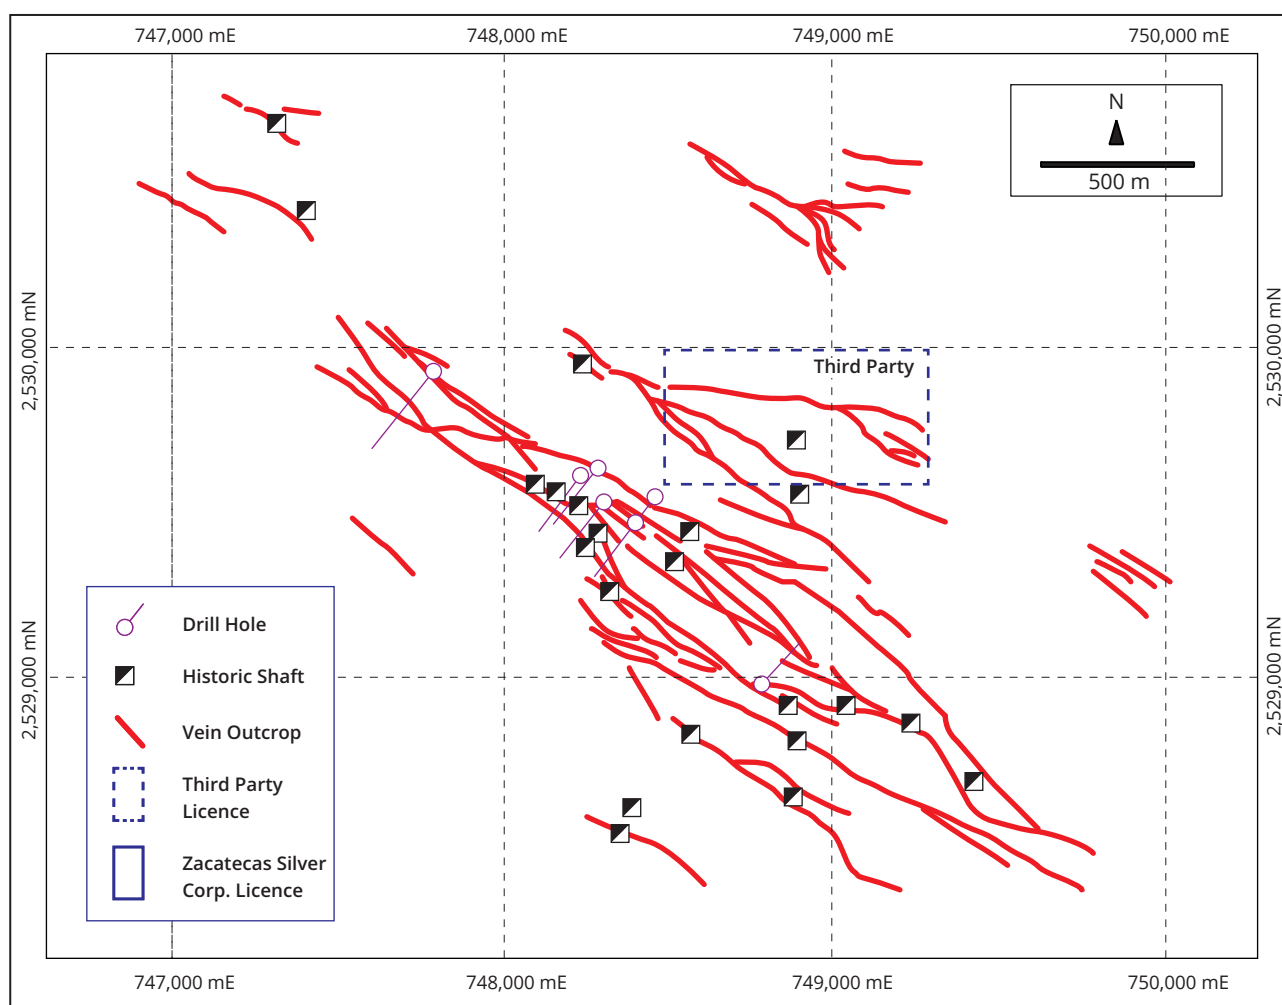 747,000 mE
748,000 mE
749,000 mE
750,000 mE
N
500 m
2,530,000 mN
2,530,000 mN
Third Party
2,529,000 mN
2,529,000 mN
Drill Hole
Historic Shaft
Vein Outcrop
Third Party
Licence
Zacatecas Silver
Corp. Licence
747,000 mE
748,000 mE
749,000 mE
750,000 mE